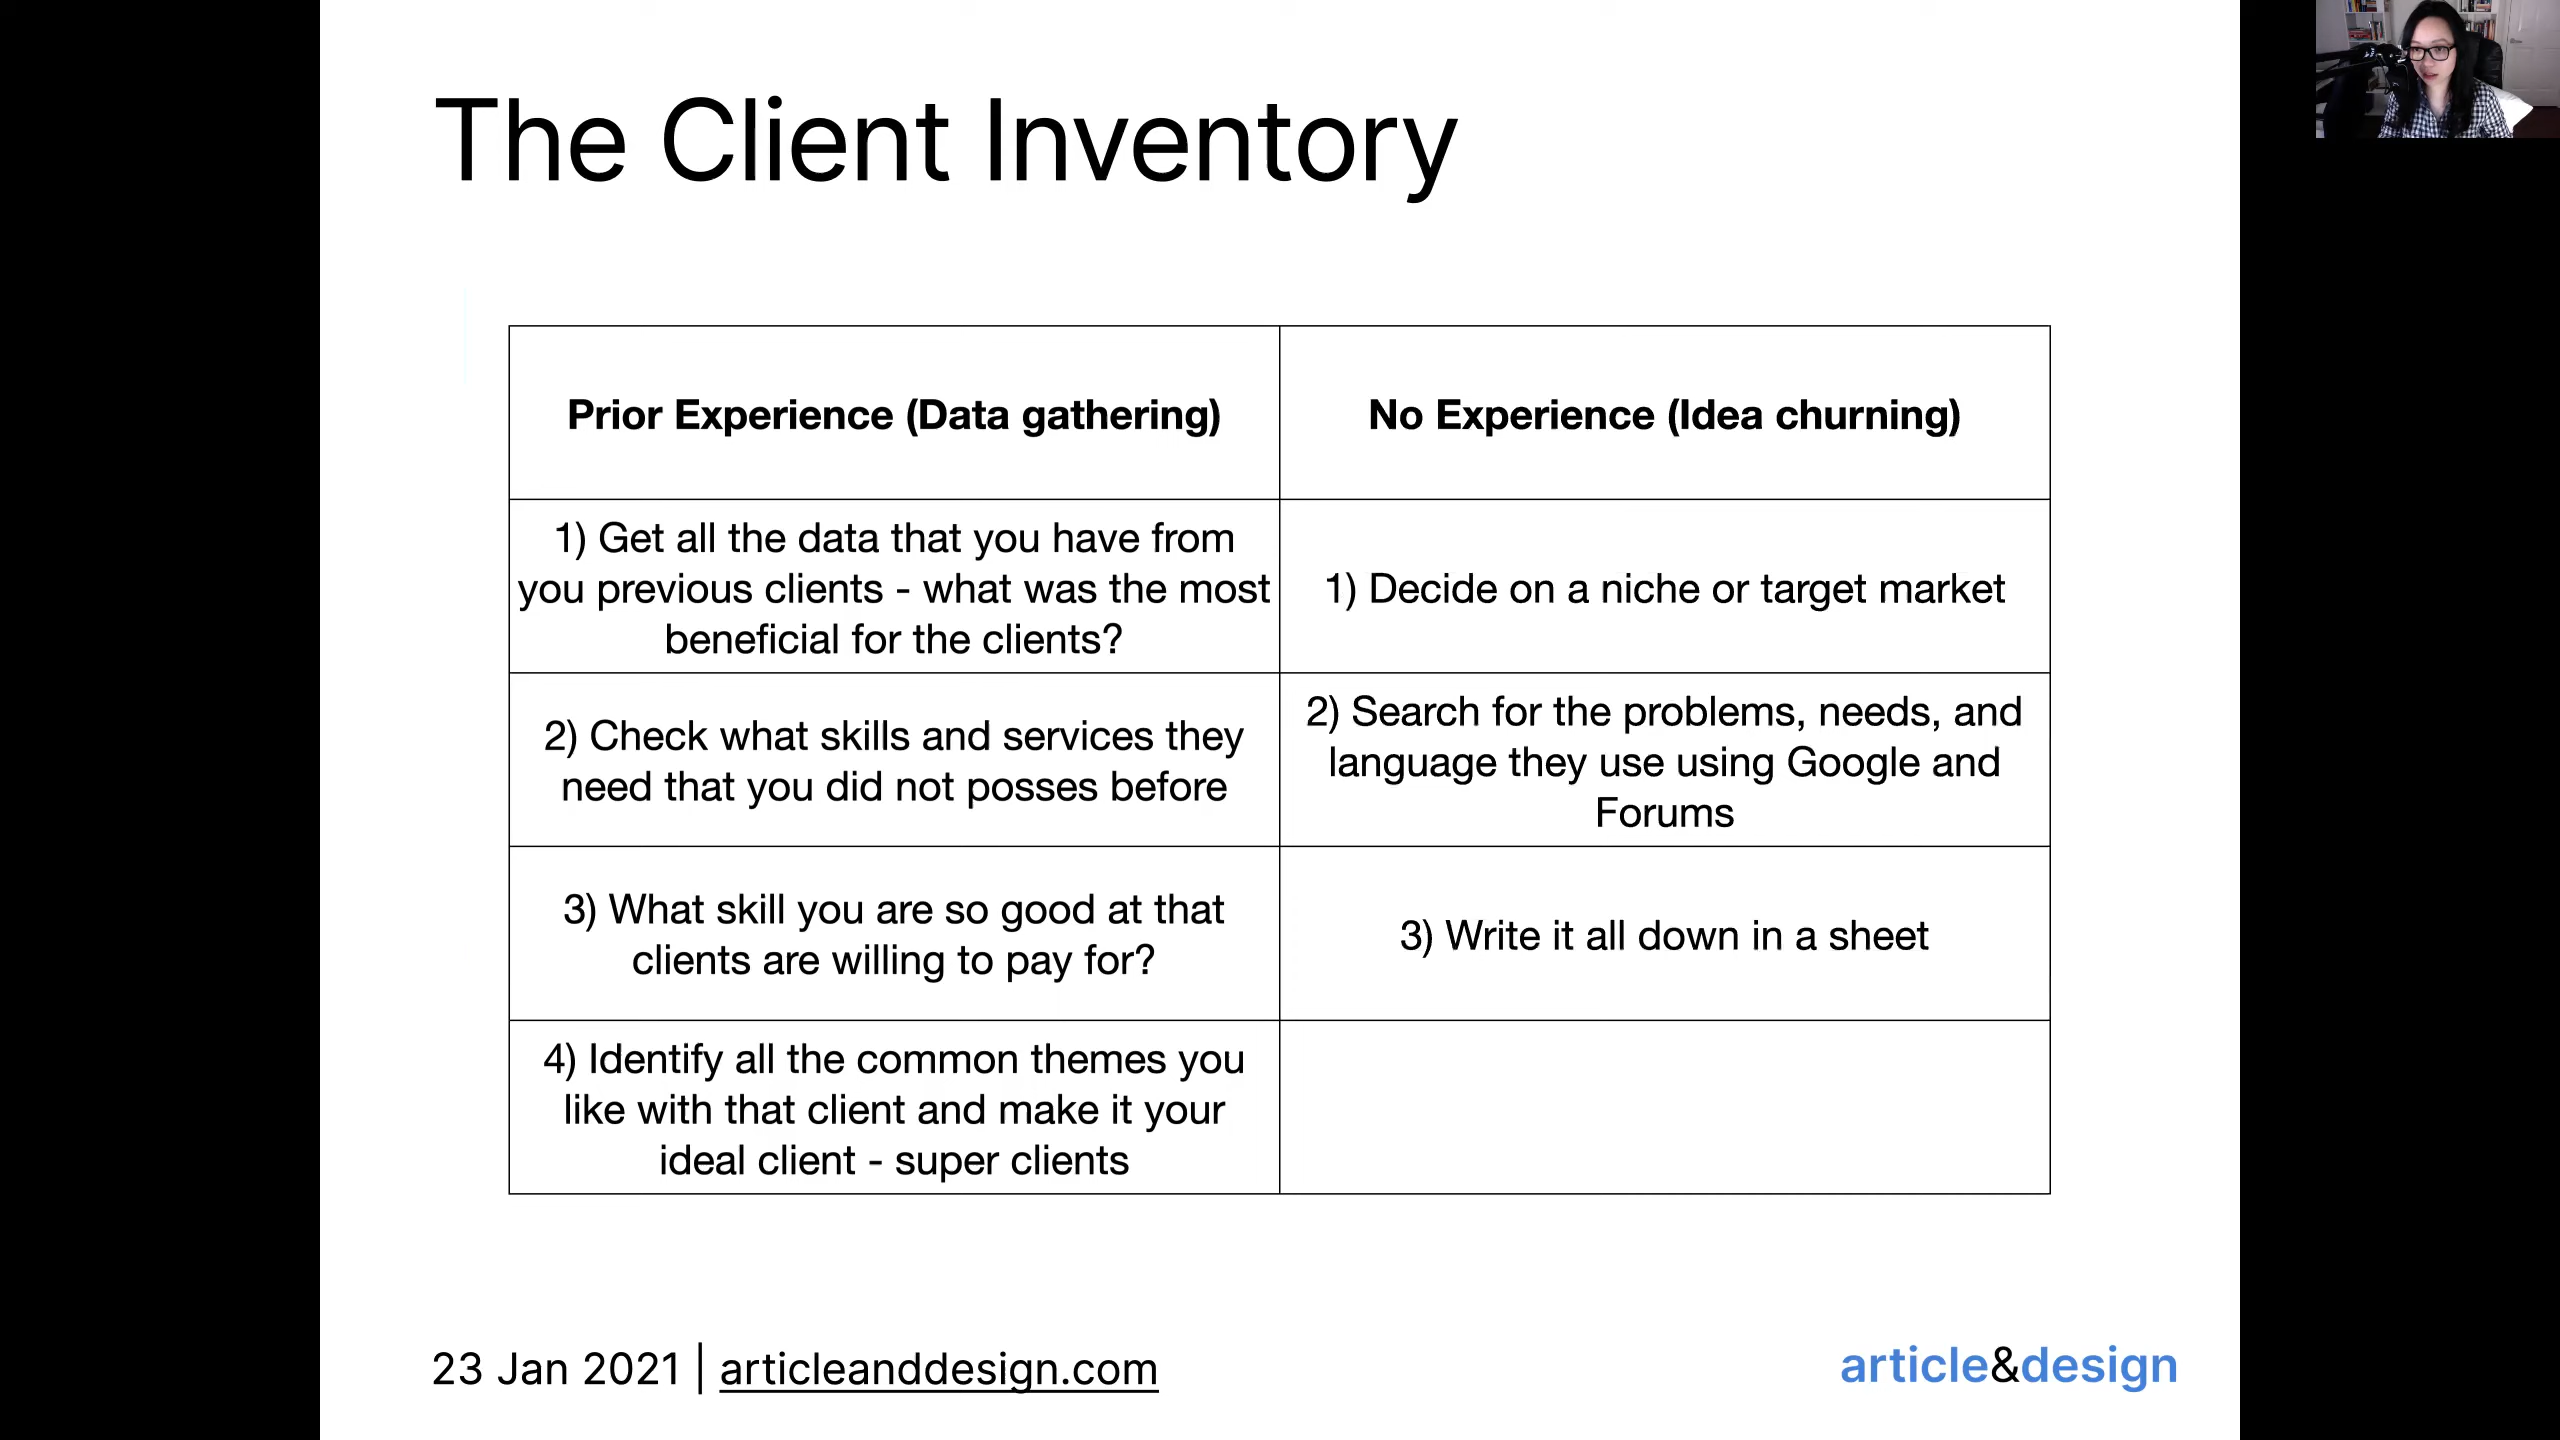 The Client Inventory
Prior Experience (Data gathering)
No Experience (Idea churning)
1) Get all the data that you have from
you previous clients - what was the most
beneficial for the clients?
1) Decide on a niche or target market
2) Check what skills and services they
need that you did not posses before
2) Search for the problems, needs, and
language they use using Google and
Forums
3) What skill you are so good at that
clients are willing to pay for?
3) Write it all down in a sheet
4) Identify all the common themes you
like with that client and make it your
ideal client - super clients
23 Jan 2021 | articleanddesign.com
article&design